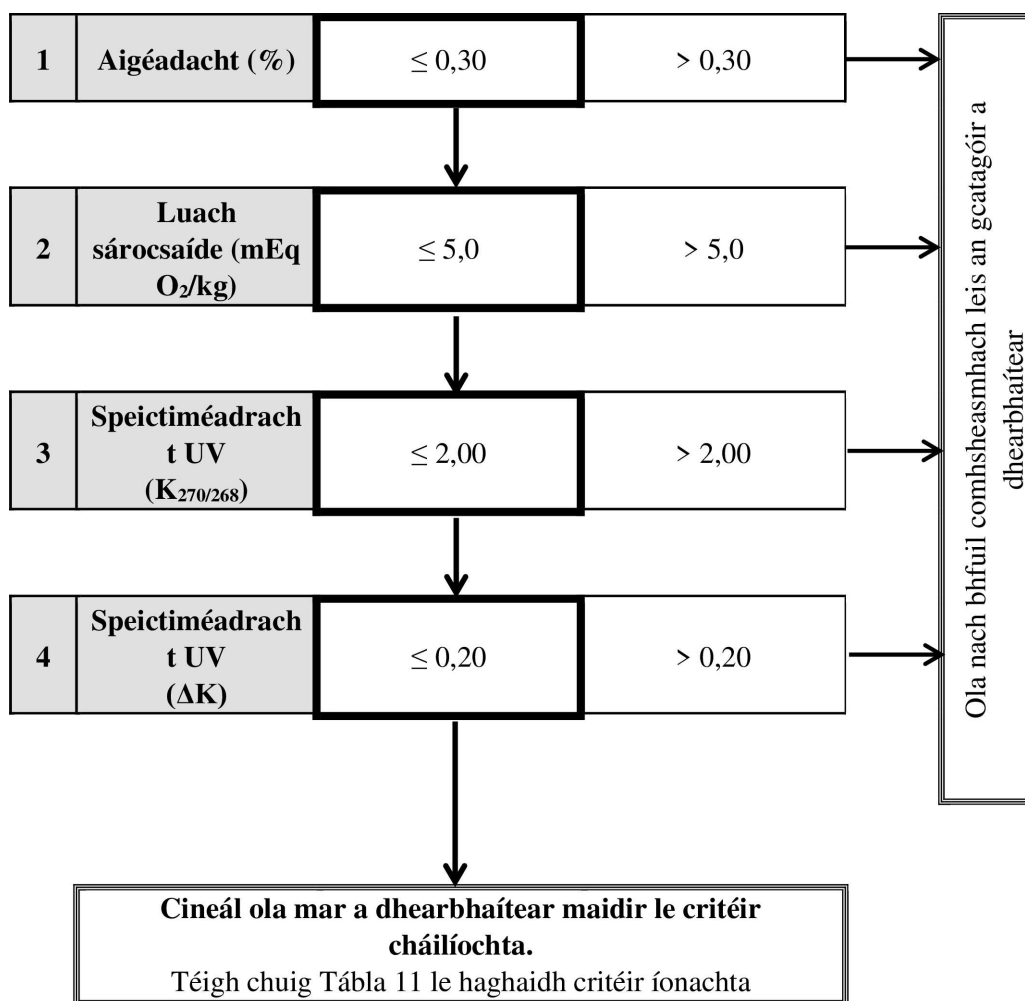 1 Aigéadacht (%) ≤ 0,30 > 0,30
2 Luach
sárocsaíde (mEq
O₂/kg) ≤ 5,0 > 5,0
3 Speictiméadrach
t UV
(K₂₇₀/₂₆₈) ≤ 2,00 > 2,00
4 Speictiméadrach
t UV
(ΔK) ≤ 0,20 > 0,20
Ola nach bhfuil comhsheasmhach leis an gcatagóir a
dhearbhaítear
Cineál ola mar a dhearbhaítear maidir le critéir
cháilíochta.
Téigh chuig Tábla 11 le haghaidh critéir íonachta